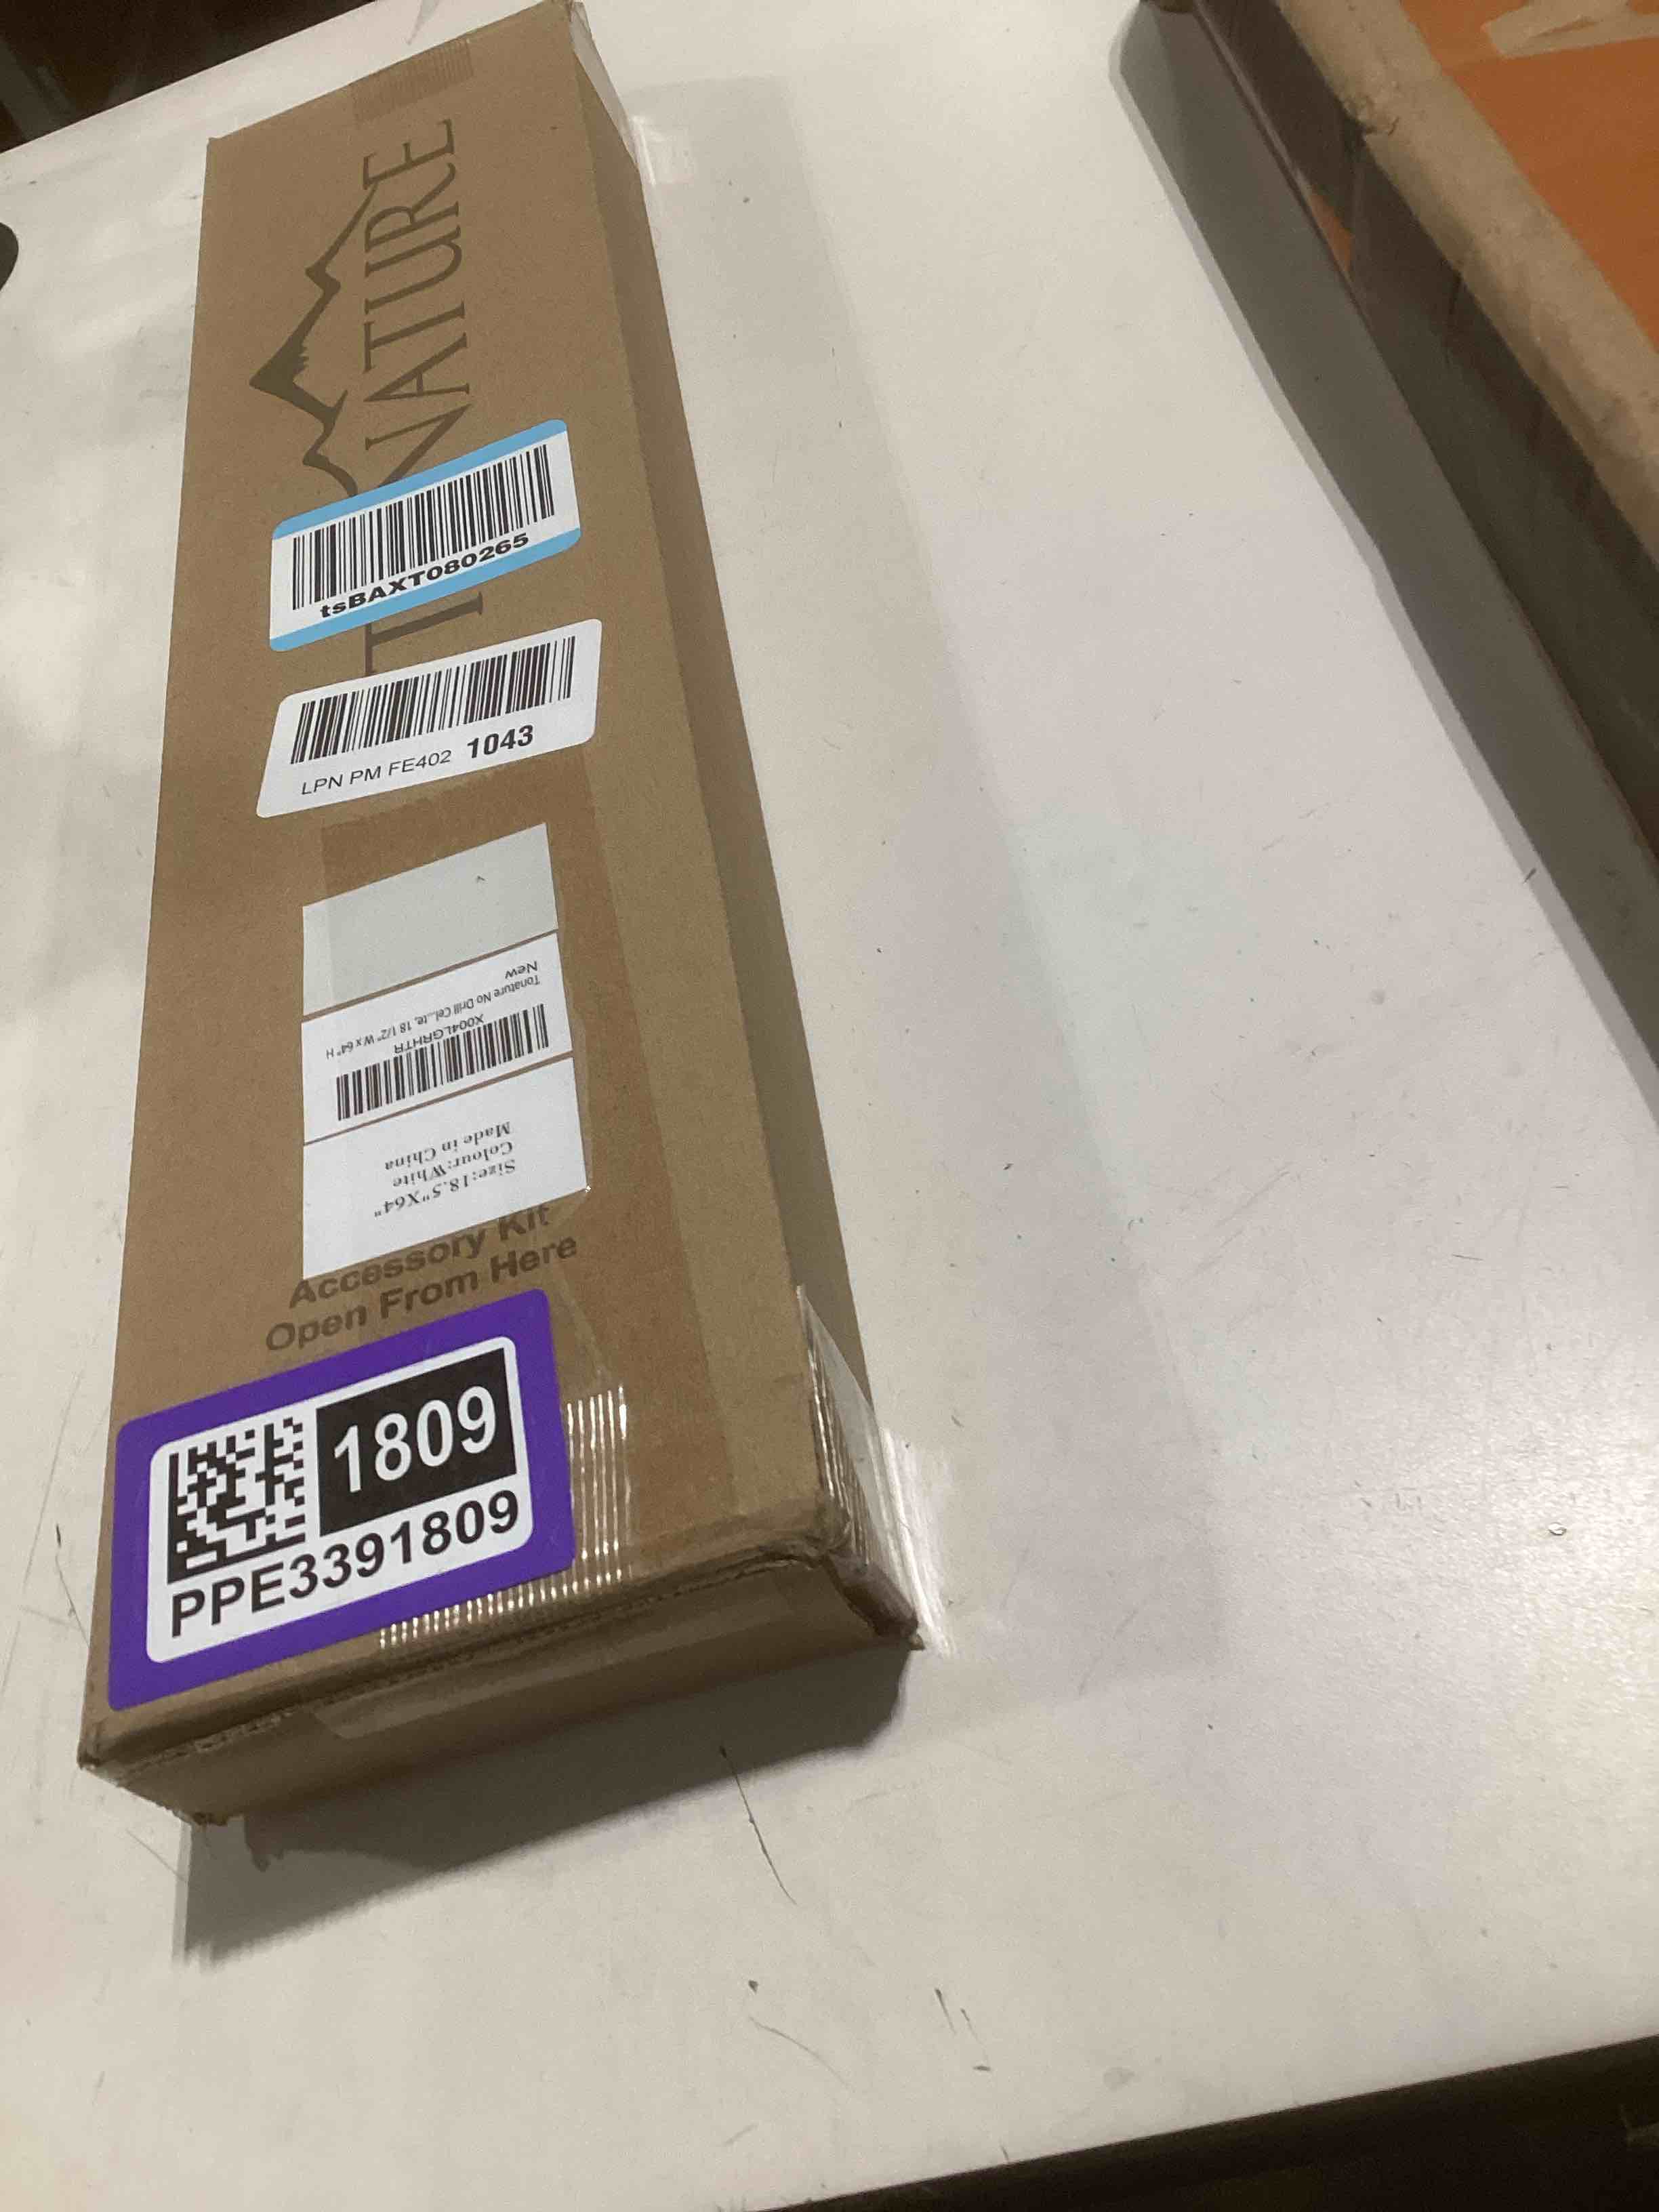 NATURE
tsBAXT080265
LPN PM FE402 1043
Size:18.5"X64"
Colour:White
Made in China
X004LGRHTR
Tonature No Drill Cel...te, 18 1/2" W x 64" H
New
Accessory Kit
Open From Here
1809
PPE3391809